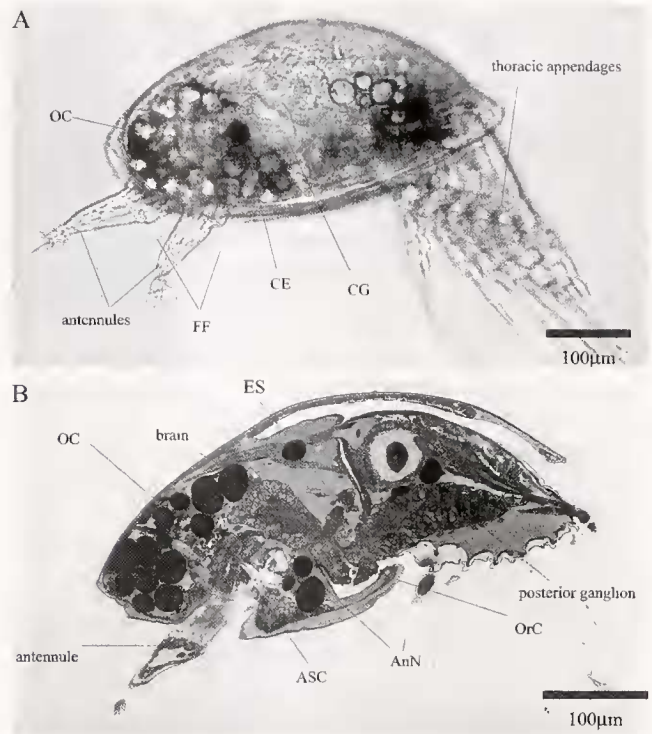 A
thoracic appendages
OC
CE
CG
antennules
FF
100µm
B
ES
OC
brain
posterior ganglion
OrC
antennule
AnN
ASC
100µm